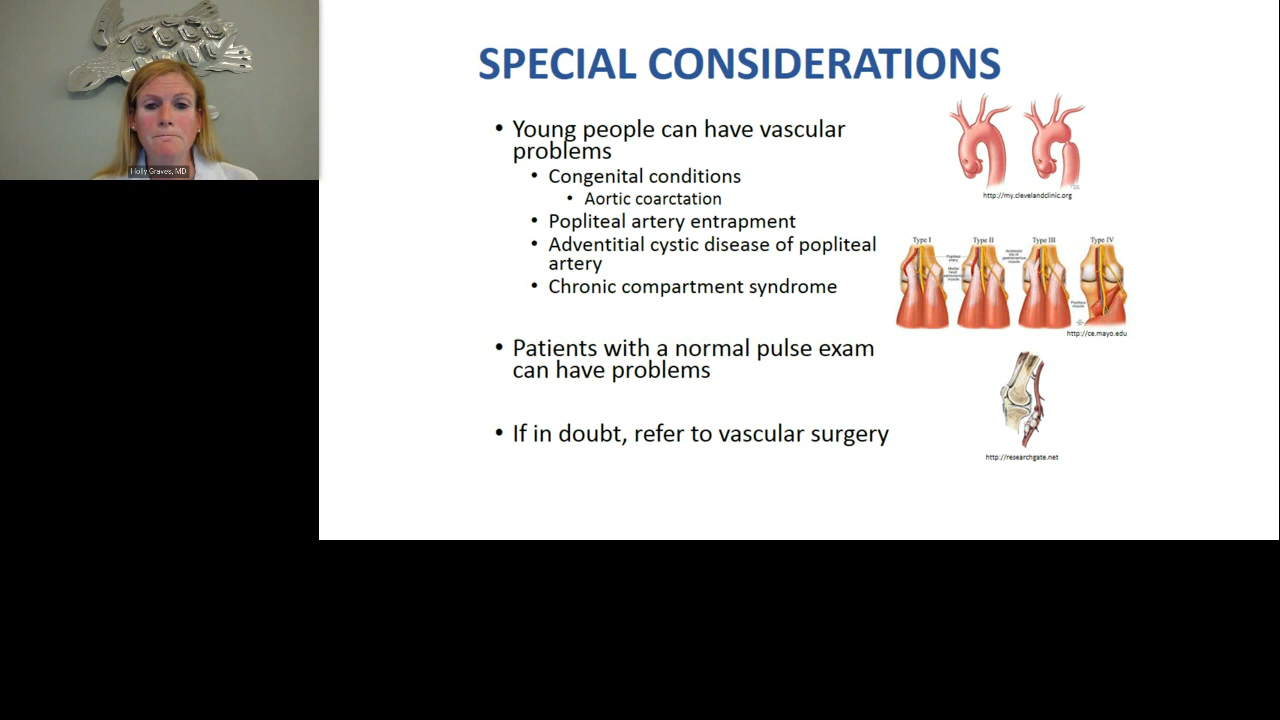 Holly Graves, MD
SPECIAL CONSIDERATIONS
• Young people can have vascular
problems
• Congenital conditions
• Aortic coarctation
• Popliteal artery entrapment
• Adventitial cystic disease of popliteal
artery
• Chronic compartment syndrome
• Patients with a normal pulse exam
can have problems
• If in doubt, refer to vascular surgery
http://my.clevelandclinic.org
Type I Type II Type III Type IV
Popliteal
artery
http://ce.mayo.edu
http://researchgate.net